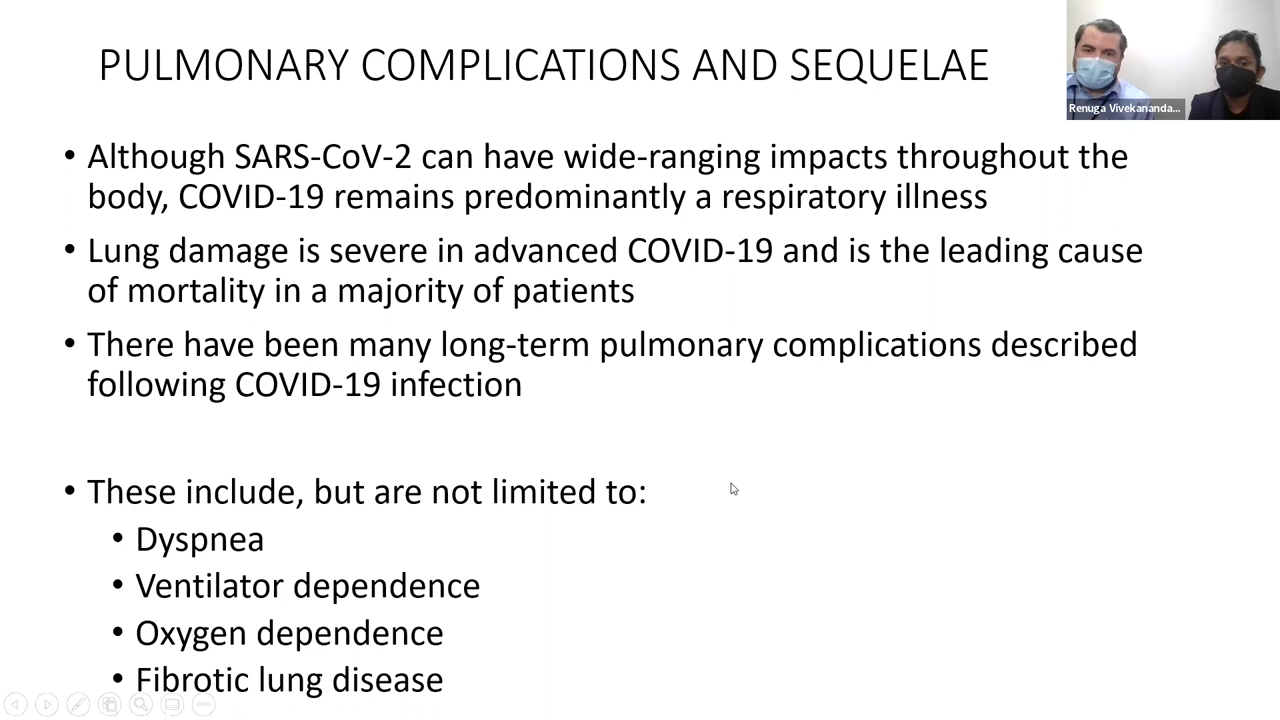 PULMONARY COMPLICATIONS AND SEQUELAE
Renuga Vivekananda...
• Although SARS-CoV-2 can have wide-ranging impacts throughout the
body, COVID-19 remains predominantly a respiratory illness
• Lung damage is severe in advanced COVID-19 and is the leading cause
of mortality in a majority of patients
• There have been many long-term pulmonary complications described
following COVID-19 infection
• These include, but are not limited to:
• Dyspnea
• Ventilator dependence
• Oxygen dependence
• Fibrotic lung disease